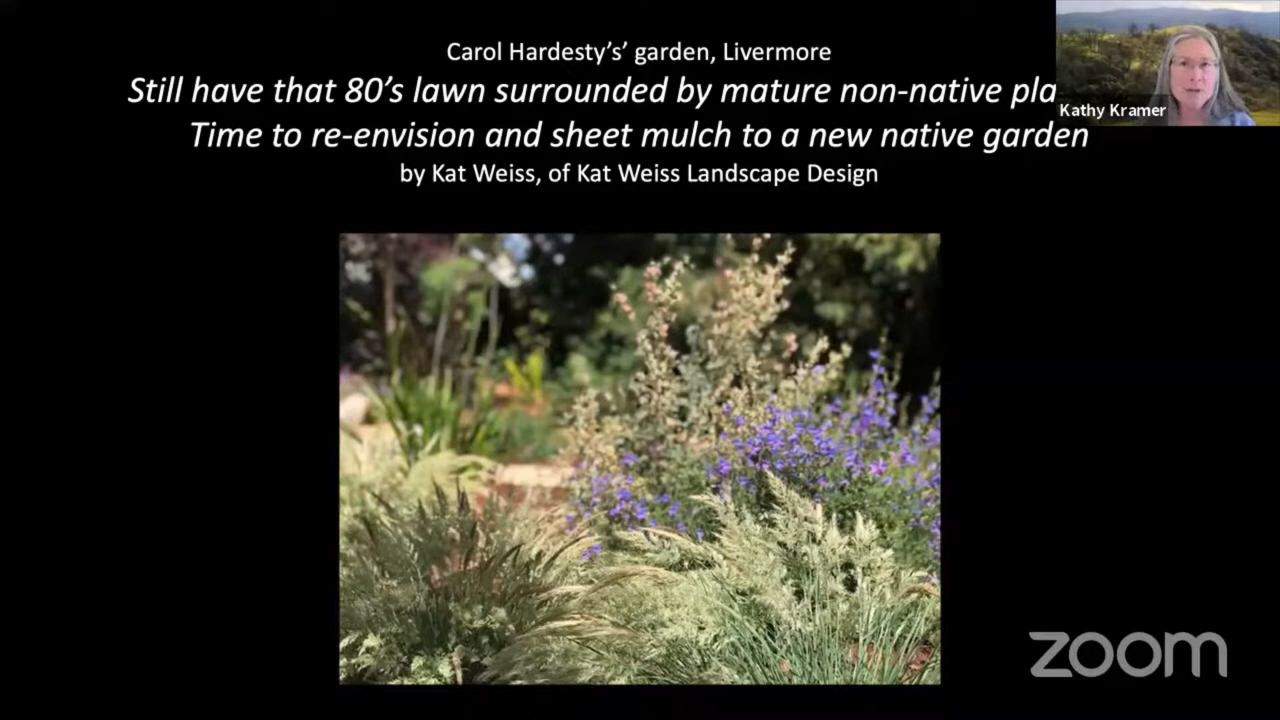 Carol Hardesty's' garden, Livermore
Still have that 80's lawn surrounded by mature non-native
Time to re-envision and sheet mulch to a new native garden
by Kat Weiss, of Kat Weiss Landscape Design
Kathy Kramer
zoom